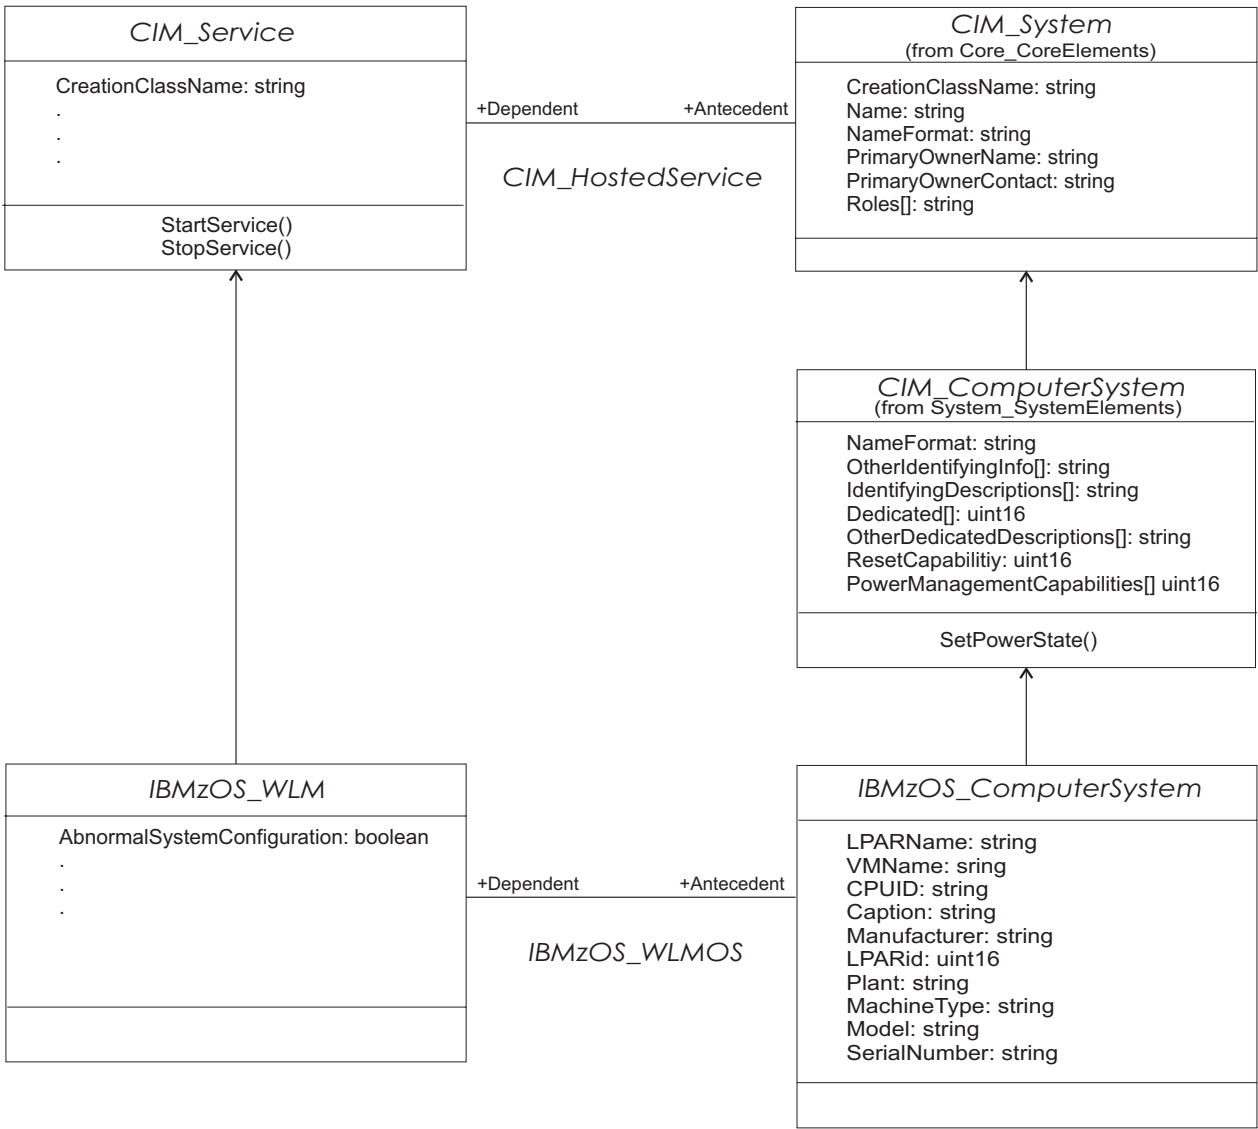 CIM_Service
CreationClassName: string
.
.
.
StartService()
StopService()
+Dependent
+Antecedent
CIM_HostedService
CIM_System
(from Core_CoreElements)
CreationClassName: string
Name: string
NameFormat: string
PrimaryOwnerName: string
PrimaryOwnerContact: string
Roles[]: string
CIM_ComputerSystem
(from System_SystemElements)
NameFormat: string
OtherIdentifyingInfo[]: string
IdentifyingDescriptions[]: string
Dedicated[]: uint16
OtherDedicatedDescriptions[]: string
ResetCapabilitiy: uint16
PowerManagementCapabilities[] uint16
SetPowerState()
IBMzOS_WLM
AbnormalSystemConfiguration: boolean
.
.
.
+Dependent
+Antecedent
IBMzOS_WLMOS
IBMzOS_ComputerSystem
LPARName: string
VMName: sring
CPUID: string
Caption: string
Manufacturer: string
LPARid: uint16
Plant: string
MachineType: string
Model: string
SerialNumber: string